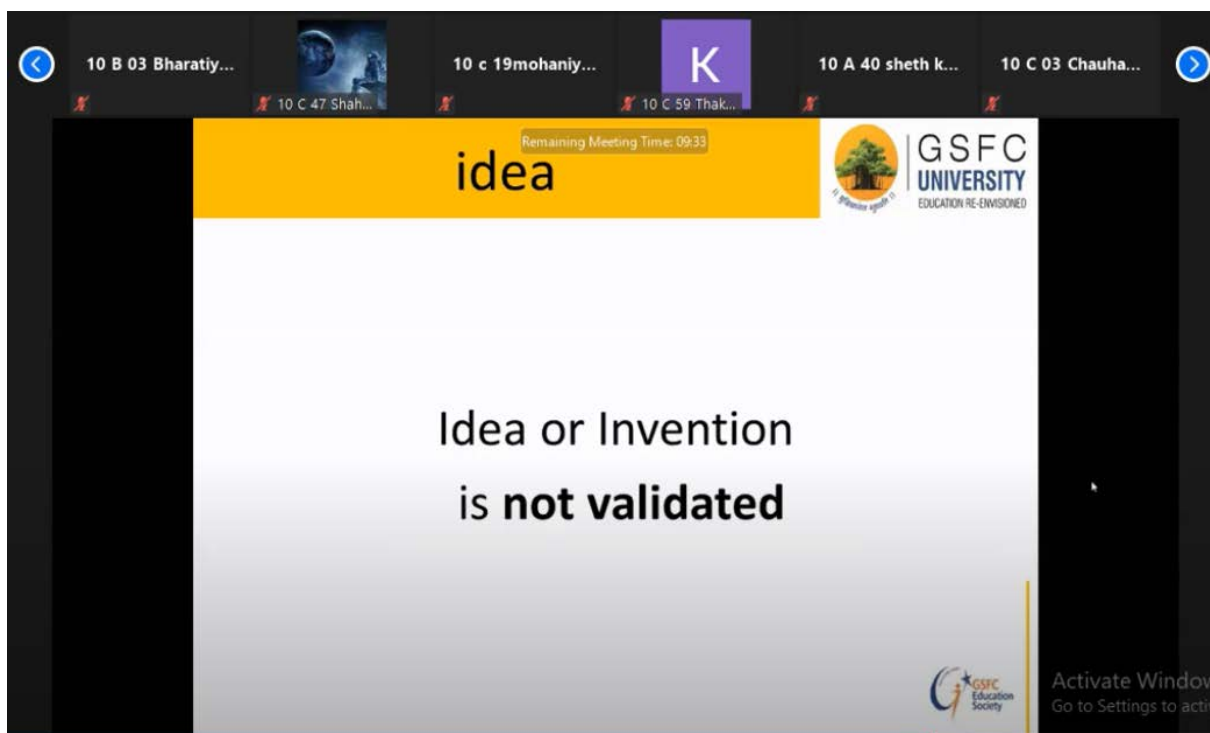 10 B 03 Bharatiy...
10 C 47 Shah...
10 c 19mohaniy...
K
10 C 59 Thak...
10 A 40 sheth k...
10 C 03 Chauha...
Remaining Meeting Time: 09:33
idea
GSFC
UNIVERSITY
EDUCATION RE-ENVISIONED
Idea or Invention
is not validated
GSFC
Education
Society
Activate Window
Go to Settings to acti